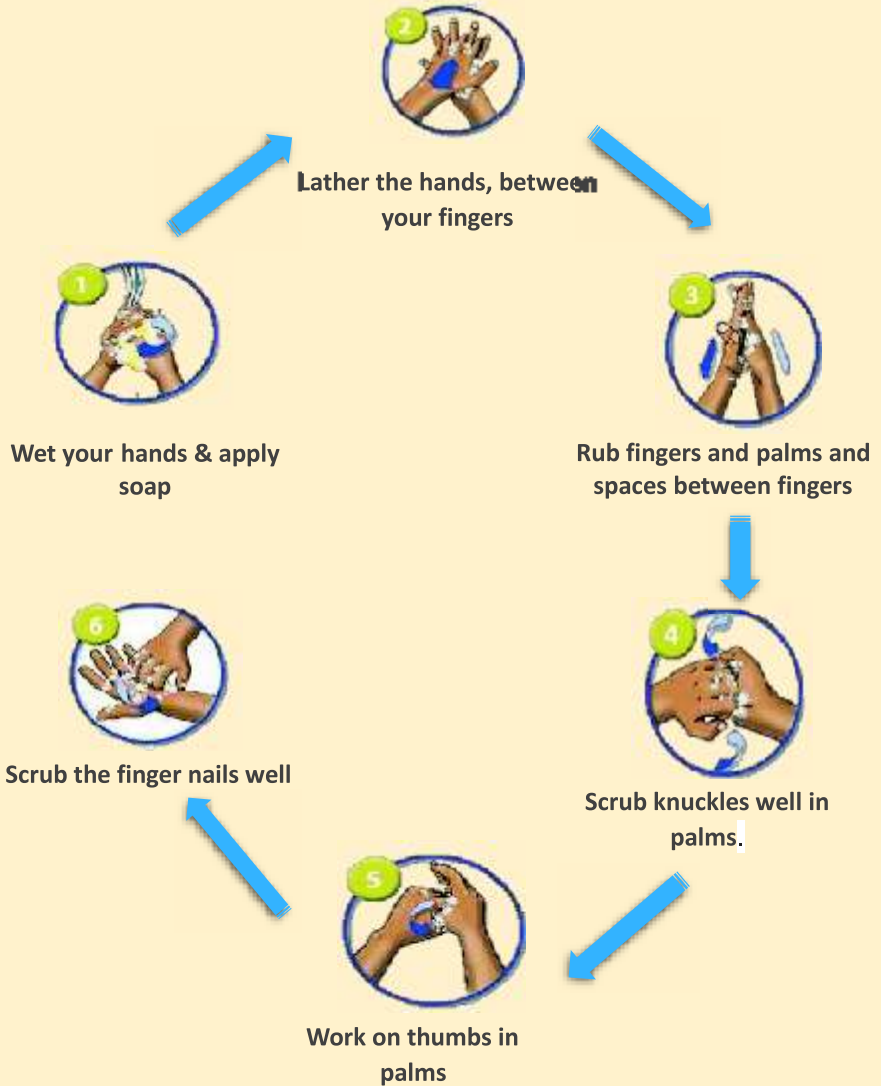 1
Wet your hands & apply
soap
2
Lather the hands, between
your fingers
3
Rub fingers and palms and
spaces between fingers
4
Scrub knuckles well in
palms.
5
Work on thumbs in
palms
6
Scrub the finger nails well